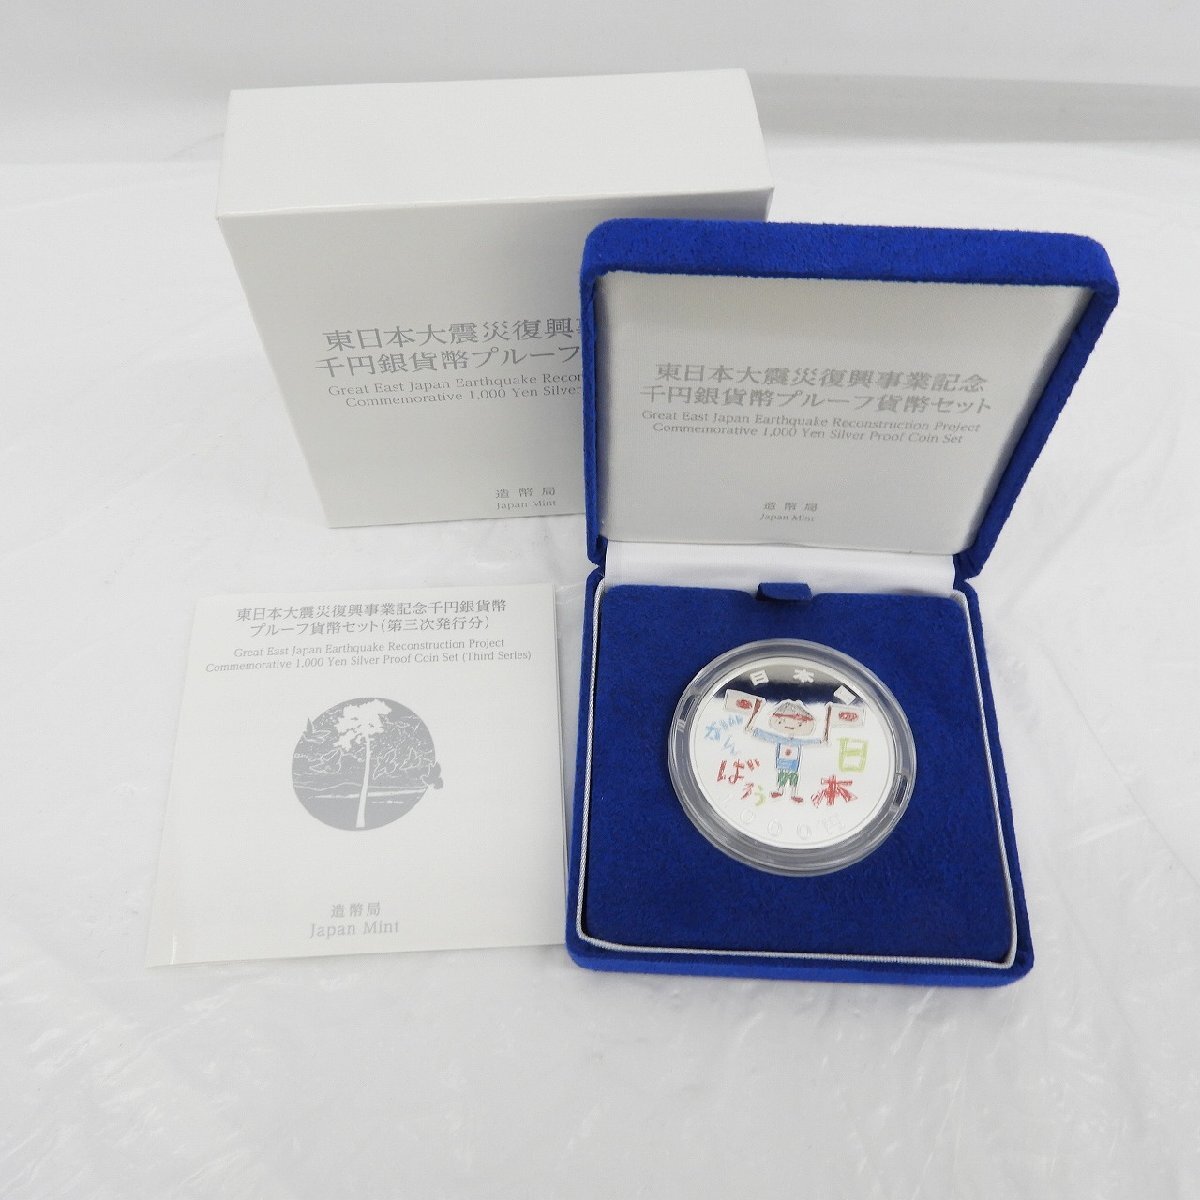 東日本大震災復興
千円銀貨幣プルーフ
Great East Japan Earthquake
Commemorative 1,000 Yen Silver
造幣局
Japan Mint
東日本大震災復興事業記念
千円銀貨幣プルーフ貨幣セット
Great East Japan Earthquake Reconstruction Project
Commemorative 1,000 Yen Silver Proof Coin Set
造幣局
Japan Mint
東日本大震災復興事業記念千円銀貨幣
プルーフ貨幣セット(第三次発行分)
Great East Japan Earthquake Reconstruction Project
Commemorative 1,000 Yen Silver Proof Coin Set (Third Series)
造幣局
Japan Mint
日本国
がん
ばろう
日
本
1000円